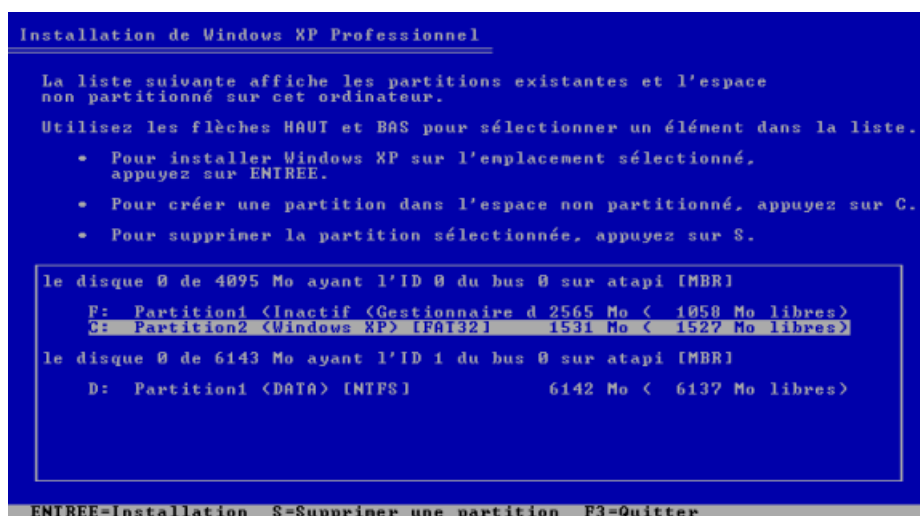 Installation de Windows XP Professionnel
La liste suivante affiche les partitions existantes et l'espace
non partitionné sur cet ordinateur.
Utilisez les flèches HAUT et BAS pour sélectionner un élément dans la liste.
• Pour installer Windows XP sur l'emplacement sélectionné,
appuyez sur ENTREE.
• Pour créer une partition dans l'espace non partitionné, appuyez sur C.
• Pour supprimer la partition sélectionnée, appuyez sur S.
le disque 0 de 4095 Mo ayant l'ID 0 du bus 0 sur atapi [MBR]
F: Partition1 (Inactif (Gestionnaire d 2565 Mo ( 1058 Mo libres)
C: Partition2 (Windows XP) [FAT32] 1531 Mo ( 1527 Mo libres)
le disque 0 de 6143 Mo ayant l'ID 1 du bus 0 sur atapi [MBR]
D: Partition1 (DATA) [NTFS] 6142 Mo ( 6137 Mo libres)
ENTREE=Installation S=Supprimer une partition F3=Quitter